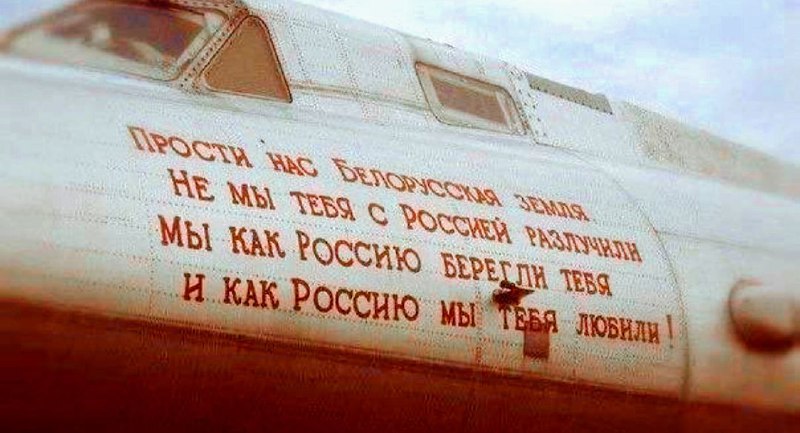 Прости нас Белорусская земля
Не мы тебя с Россией разлучили
Мы как Россию берегли тебя
И как Россию мы тебя любили!